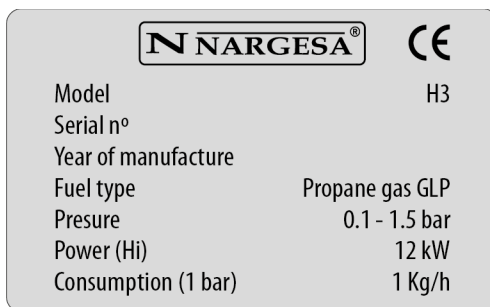 N NARGESA® CE
Model H3
Serial nº
Year of manufacture
Fuel type Propane gas GLP
Presure 0.1 - 1.5 bar
Power (Hi) 12 kW
Consumption (1 bar) 1 Kg/h